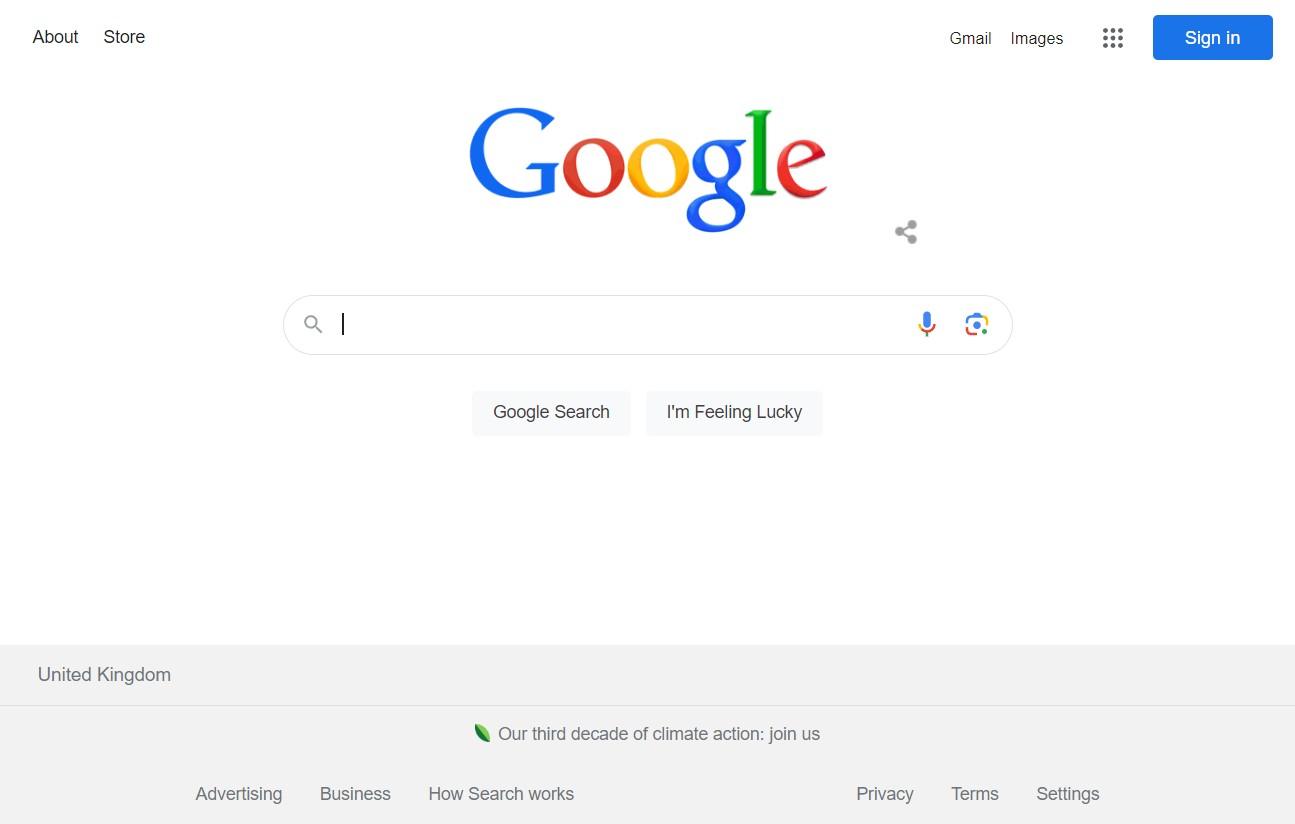 About Store Gmail Images Sign in
Google
Google Search I'm Feeling Lucky
United Kingdom
Our third decade of climate action: join us
Advertising Business How Search works Privacy Terms Settings